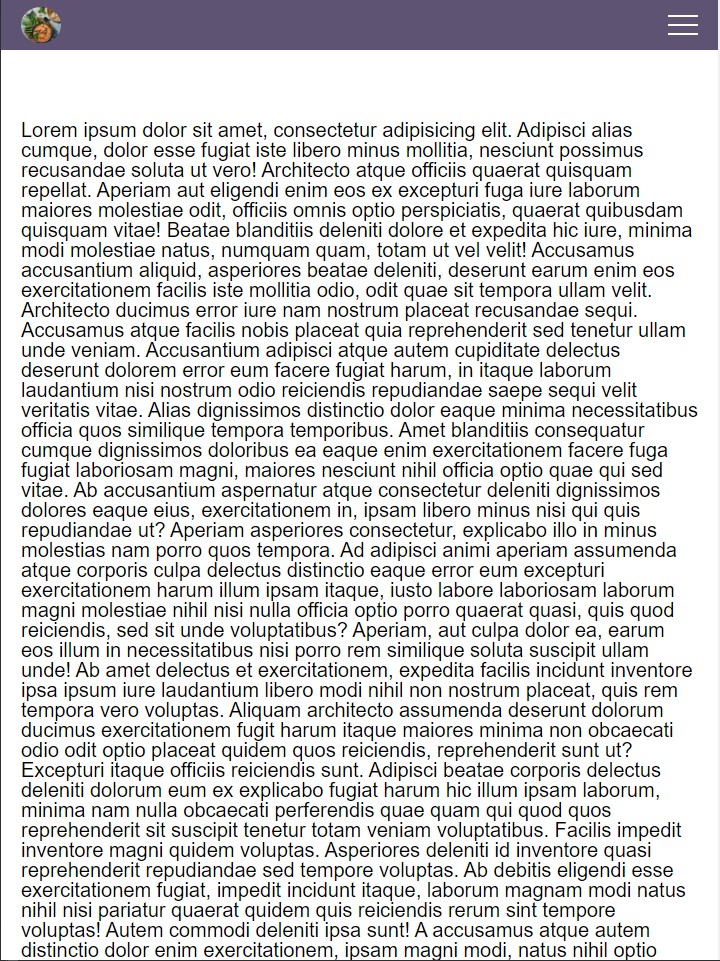 Lorem ipsum dolor sit amet, consectetur adipisicing elit. Adipisci alias
cumque, dolor esse fugiat iste libero minus mollitia, nesciunt possimus
recusandae soluta ut vero! Architecto atque officiis quaerat quisquam
repellat. Aperiam aut eligendi enim eos ex excepturi fuga iure laborum
maiores molestiae odit, officiis omnis optio perspiciatis, quaerat quibusdam
quisquam vitae! Beatae blanditiis deleniti dolore et expedita hic iure, minima
modi molestiae natus, numquam quam, totam ut vel velit! Accusamus
accusantium aliquid, asperiores beatae deleniti, deserunt earum enim eos
exercitationem facilis iste mollitia odio, odit quae sit tempora ullam velit.
Architecto ducimus error iure nam nostrum placeat recusandae sequi.
Accusamus atque facilis nobis placeat quia reprehenderit sed tenetur ullam
unde veniam. Accusantium adipisci atque autem cupiditate delectus
deserunt dolorem error eum facere fugiat harum, in itaque laborum
laudantium nisi nostrum odio reiciendis repudiandae saepe sequi velit
veritatis vitae. Alias dignissimos distinctio dolor eaque minima necessitatibus
officia quos similique tempora temporibus. Amet blanditiis consequatur
cumque dignissimos doloribus ea eaque enim exercitationem facere fuga
fugiat laboriosam magni, maiores nesciunt nihil officia optio quae qui sed
vitae. Ab accusantium aspernatur atque consectetur deleniti dignissimos
dolores eaque eius, exercitationem in, ipsam libero minus nisi qui quis
repudiandae ut? Aperiam asperiores consectetur, explicabo illo in minus
molestias nam porro quos tempora. Ad adipisci animi aperiam assumenda
atque corporis culpa delectus distinctio eaque error eum excepturi
exercitationem harum illum ipsam itaque, iusto labore laboriosam laborum
magni molestiae nihil nisi nulla officia optio porro quaerat quasi, quis quod
reiciendis, sed sit unde voluptatibus? Aperiam, aut culpa dolor ea, earum
eos illum in necessitatibus nisi porro rem similique soluta suscipit ullam
unde! Ab amet delectus et exercitationem, expedita facilis incidunt inventore
ipsa ipsum iure laudantium libero modi nihil non nostrum placeat, quis rem
tempora vero voluptas. Aliquam architecto assumenda deserunt dolorum
ducimus exercitationem fugit harum itaque maiores minima non obcaecati
odio odit optio placeat quidem quos reiciendis, reprehenderit sunt ut?
Excepturi itaque officiis reiciendis sunt. Adipisci beatae corporis delectus
deleniti dolorum eum ex explicabo fugiat harum hic illum ipsam laborum,
minima nam nulla obcaecati perferendis quae quam qui quod quos
reprehenderit sit suscipit tenetur totam veniam voluptatibus. Facilis impedit
inventore magni quidem voluptas. Asperiores deleniti id inventore quasi
reprehenderit repudiandae sed tempore voluptas. Ab debitis eligendi esse
exercitationem fugiat, impedit incidunt itaque, laborum magnam modi natus
nihil nisi pariatur quaerat quidem quis reiciendis rerum sint tempore
voluptas! Autem commodi deleniti ipsa sunt! A accusamus atque autem
distinctio dolor enim exercitationem, ipsam magni modi, natus nihil optio